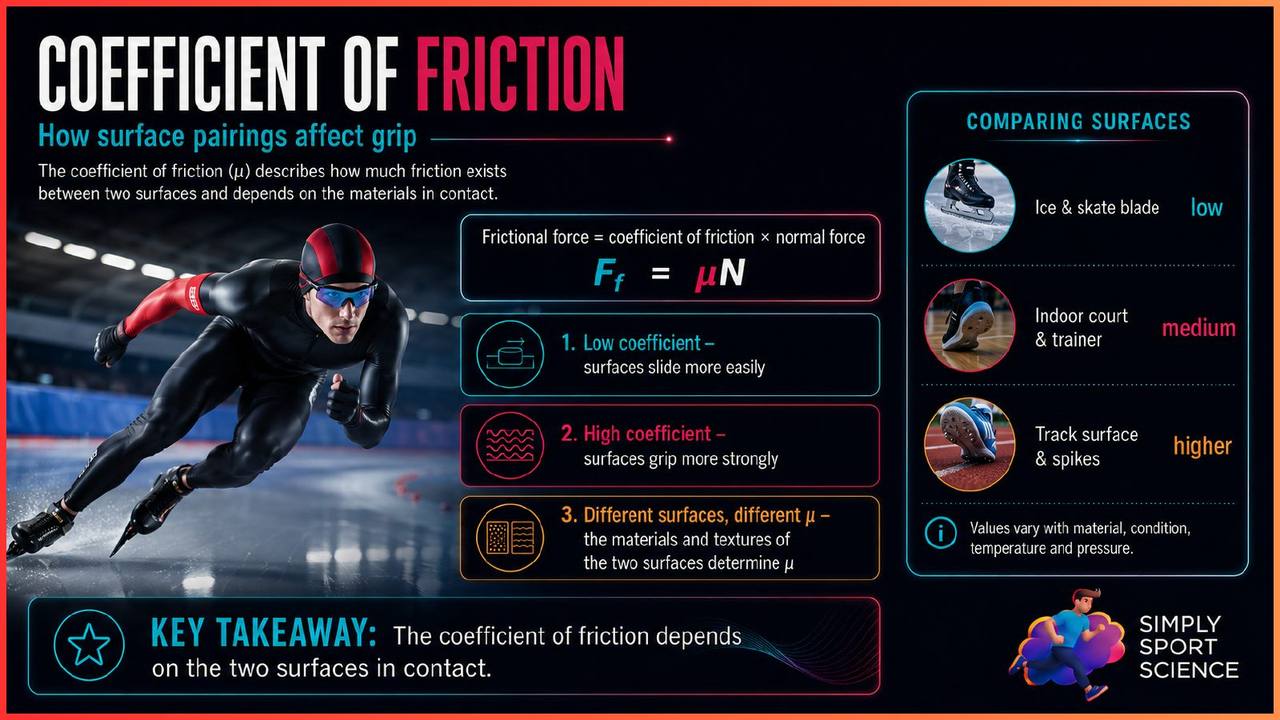 COEFFICIENT OF FRICTION
How surface pairings affect grip
The coefficient of friction (μ) describes how much friction exists
between two surfaces and depends on the materials in contact.
Frictional force = coefficient of friction × normal force
Ff = μN
1. Low coefficient –
surfaces slide more easily
2. High coefficient –
surfaces grip more strongly
3. Different surfaces, different μ –
the materials and textures of
the two surfaces determine μ
KEY TAKEAWAY: The coefficient of friction depends
on the two surfaces in contact.
COMPARING SURFACES
Ice & skate blade low
Indoor court
& trainer
medium
Track surface
& spikes
higher
i
Values vary with material, condition,
temperature and pressure.
SIMPLY
SPORT
SCIENCE